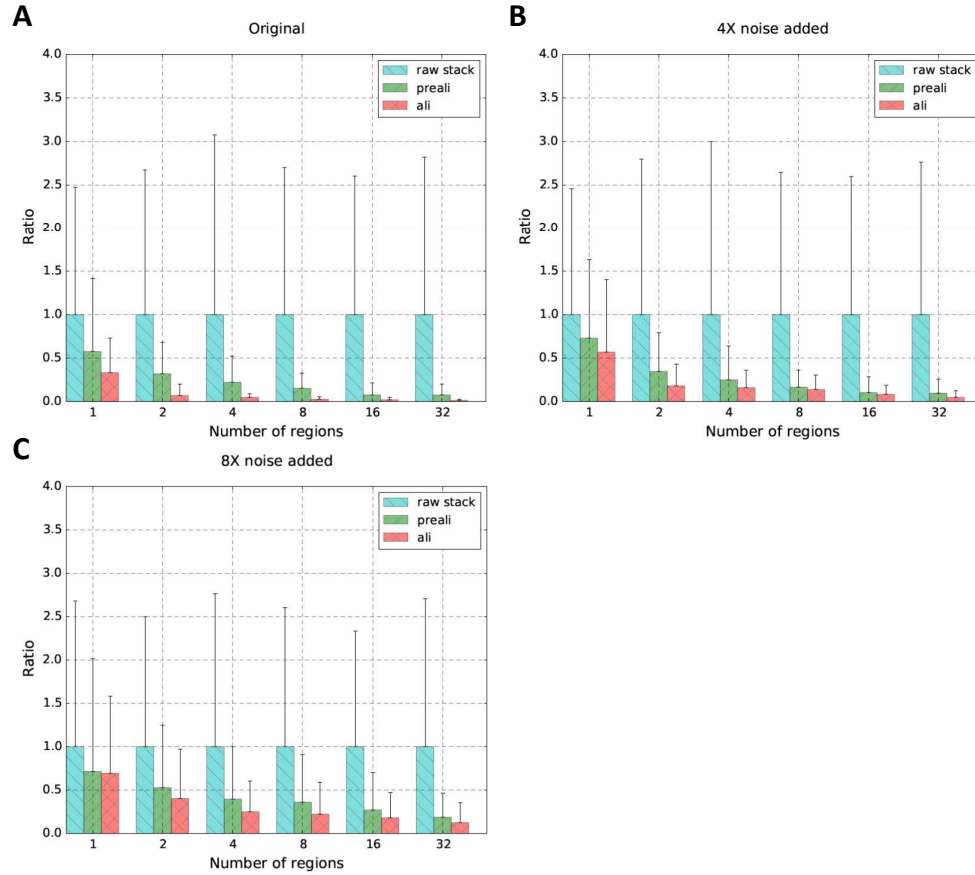 A
Original
4.0
3.5
3.0
2.5
2.0
1.5
1.0
0.5
0.0
Ratio
raw stack
preali
ali
1 2 4 8 16 32
Number of regions
B
4X noise added
4.0
3.5
3.0
2.5
2.0
1.5
1.0
0.5
0.0
Ratio
raw stack
preali
ali
1 2 4 8 16 32
Number of regions
C
8X noise added
4.0
3.5
3.0
2.5
2.0
1.5
1.0
0.5
0.0
Ratio
raw stack
preali
ali
1 2 4 8 16 32
Number of regions